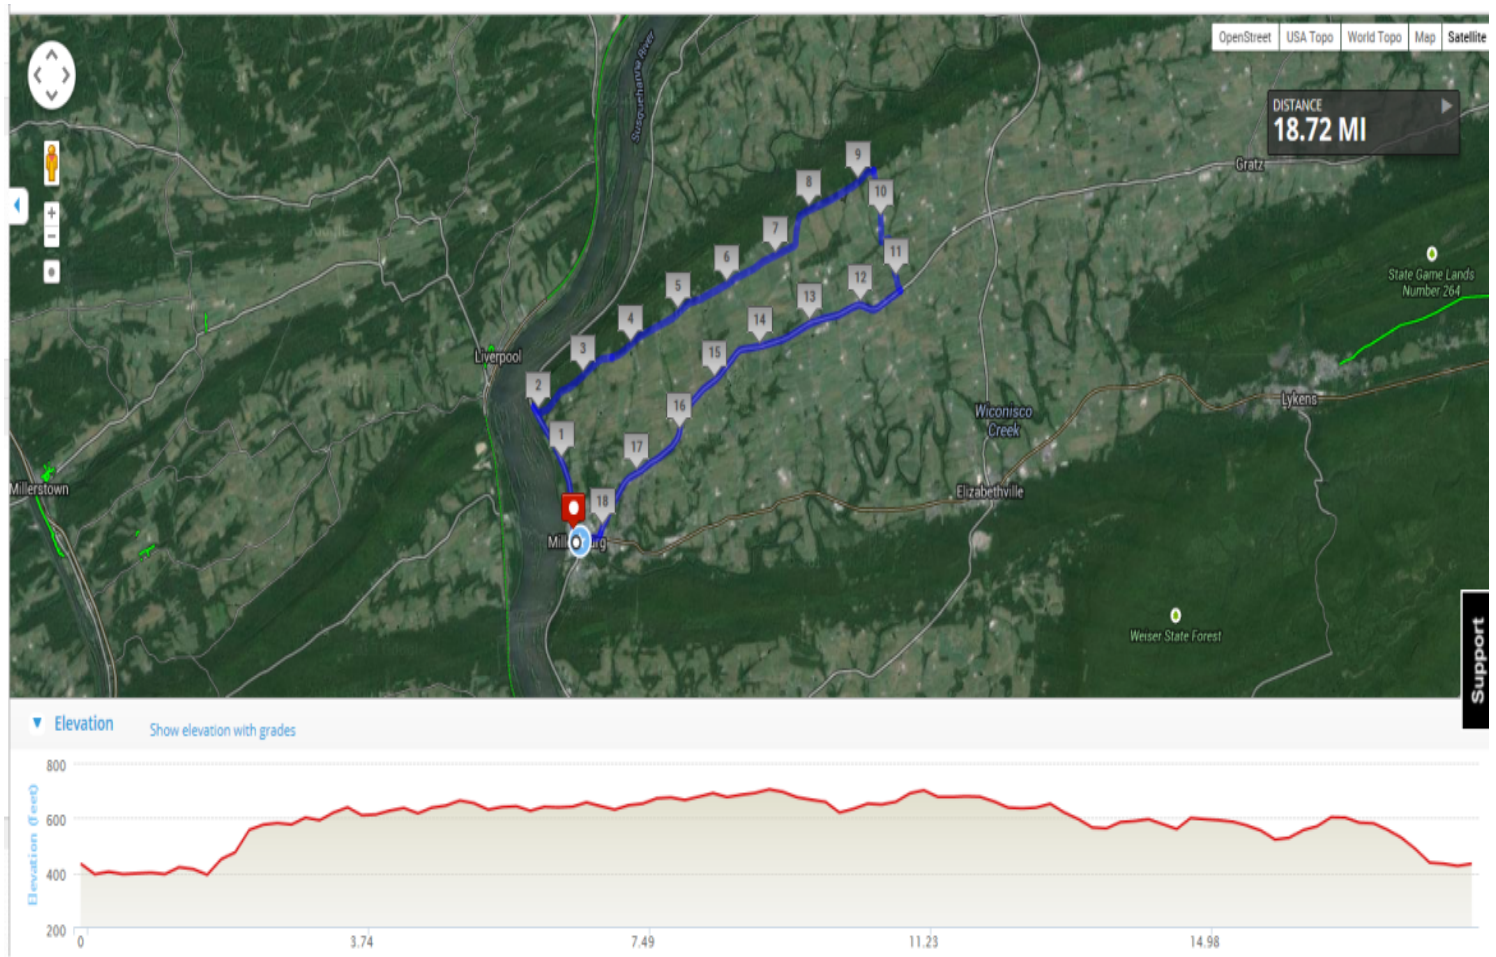 OpenStreet USA Topo World Topo Map Satellite
Susquehanna River
DISTANCE
18.72 MI
Gratz
9
8
10
7
11
6
State Game Lands
Number 264
5
12
13
4
14
3
15
Liverpool
2
Lykens
16
Wiconisco
Creek
1
17
Millerstown
Elizabethville
18
Weiser State Forest
Support
Elevation
Show elevation with grades
Elevation (feet)
800
600
400
200
0 3.74 7.49 11.23 14.98